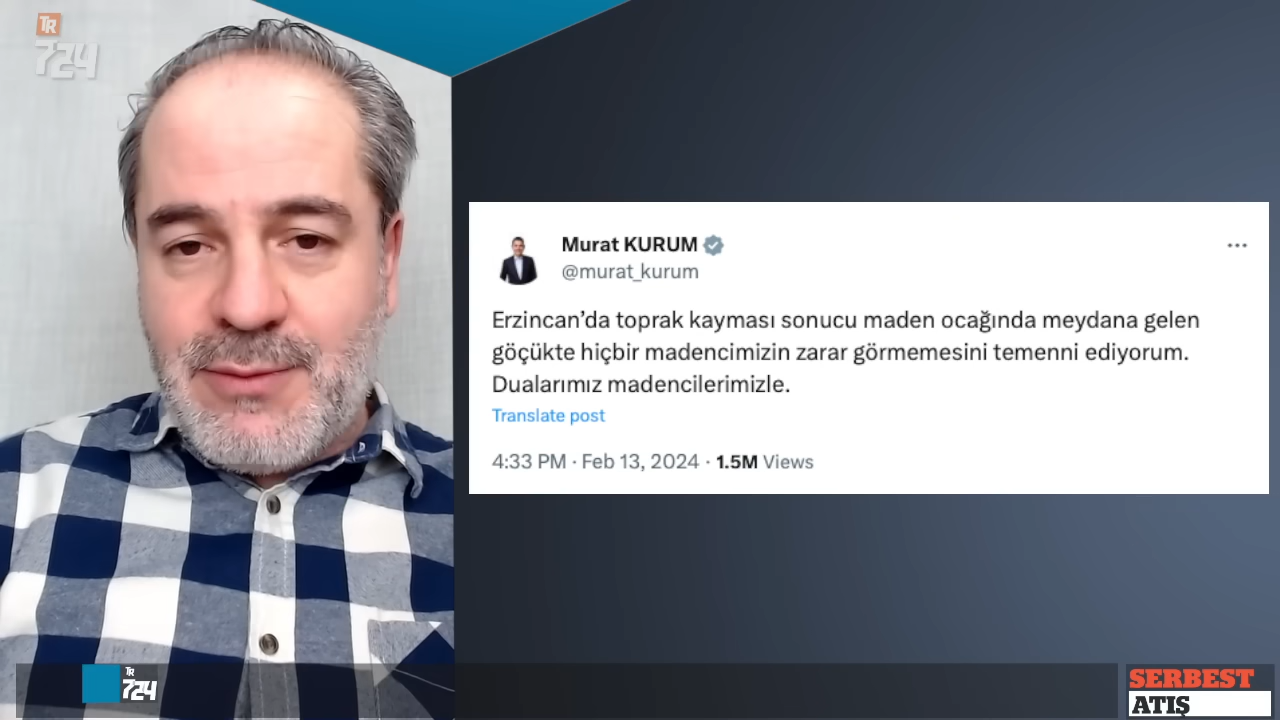 TR
724
Murat KURUM
@murat_kurum
Erzincan’da toprak kayması sonucu maden ocağında meydana gelen
göçükte hiçbir madencimizin zarar görmemesini temenni ediyorum.
Dualarımız madencilerimizle.
Translate post
4:33 PM · Feb 13, 2024 · 1.5M Views
TR
724
SERBEST
ATIŞ